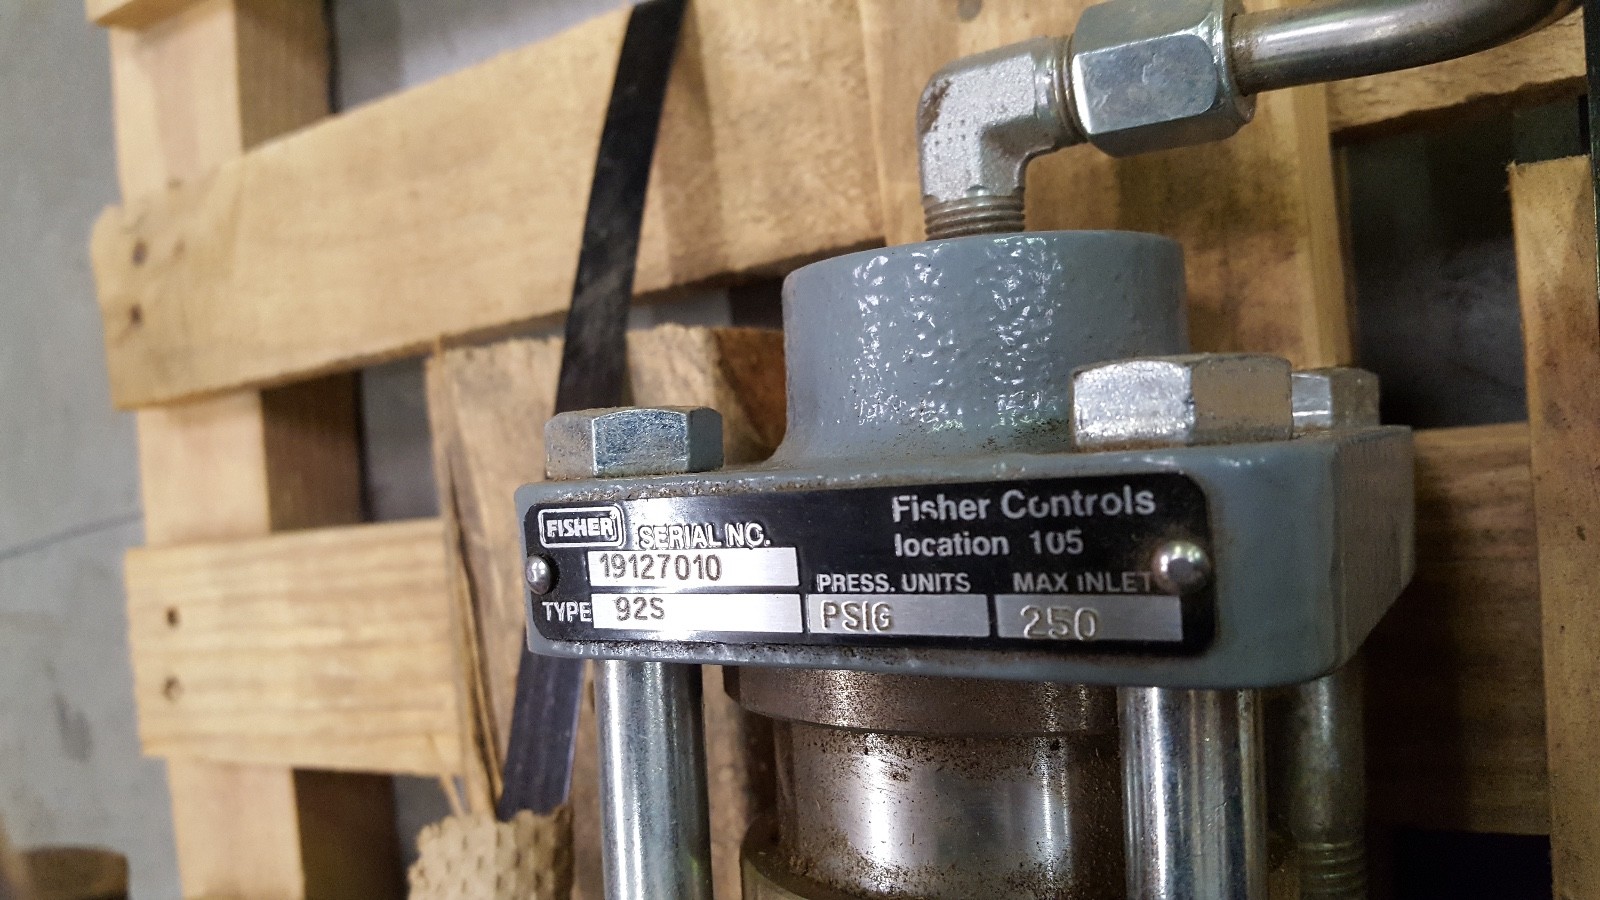 FISHER
SERIAL NO.
19127010
TYPE 92S
Fisher Controls
location 105
PRESS. UNITS MAX INLET
PSIG 250